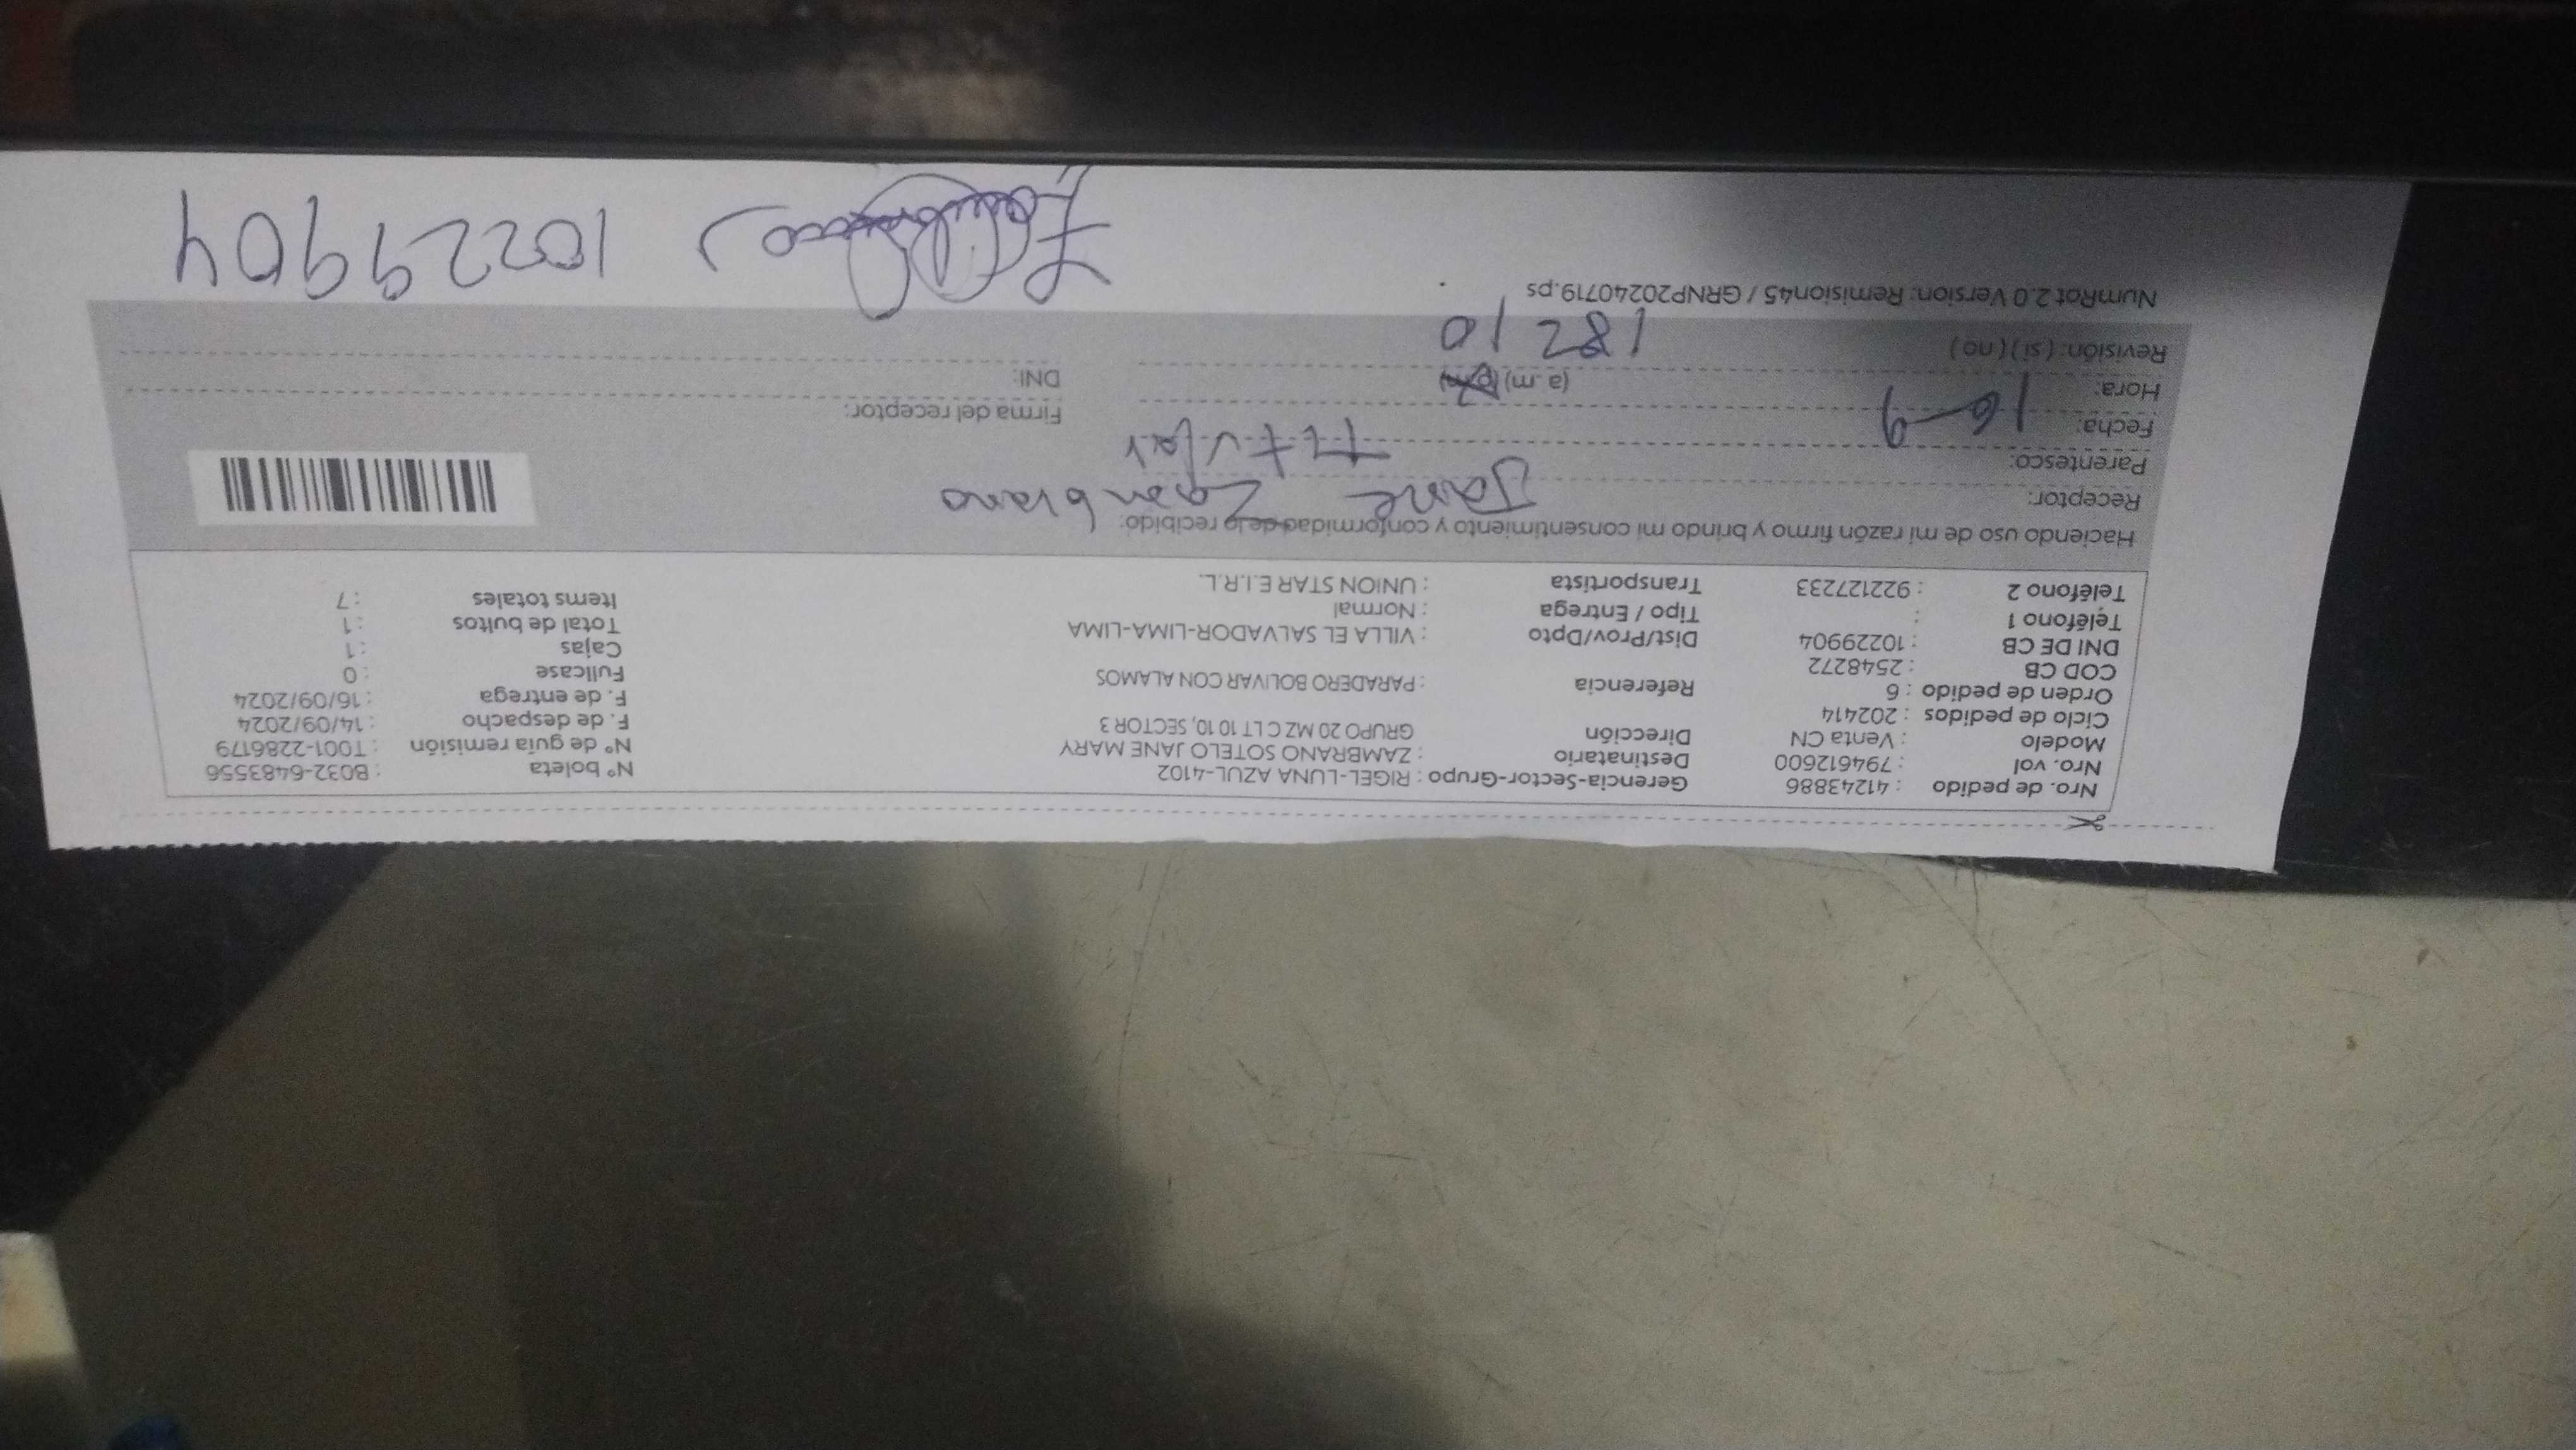 Nro. de pedido : 41243886 Gerencia-Sector-Grupo : RIGEL-LUNA AZUL-4102 N° boleta : B032-6483556
Nro. vol : 794612600 Destinatario : ZAMBRANO SOTELO JANE MARY N° de guía remisión : T001-2286179
Modelo : Venta CN Dirección GRUPO 20 MZ C LT 10 10, SECTOR 3 F. de despacho : 14/09/2024
Ciclo de pedidos : 202414 F. de entrega : 16/09/2024
Orden de pedido : 6 Referencia : PARADERO BOLIVAR CON ALAMOS Fullcase : 0
COD CB : 2548272 Cajas : 1
DNI DE CB : 10229904 Dist/Prov/Dpto : VILLA EL SALVADOR-LIMA-LIMA Total de bultos : 1
Teléfono 1 : Tipo / Entrega : Normal Items totales : 7
Teléfono 2 : 922127233 Transportista : UNION STAR E.I.R.L.
Haciendo uso de mi razón firmo y brindo mi consentimiento y conformidad de lo recibido:
Receptor: Jane Zambrano
Parentesco: Titular
Fecha: 16-9 Firma del receptor:
Hora: (a.m) (p.m) DNI:
Revisión: ( si ) ( no ) 182 10
NumRot 2.0 Version: Remision45 / GRNP20240719.ps
10229904